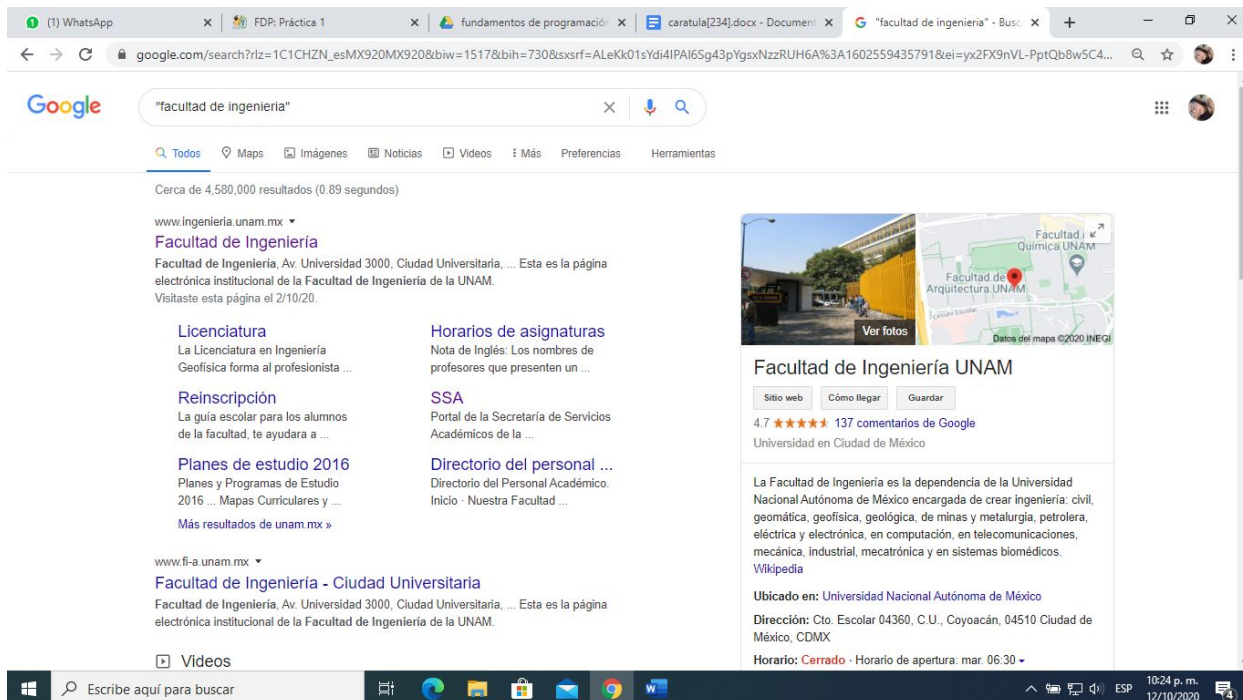 (1) WhatsApp
FDP: Práctica 1
fundamentos de programación
caratula[234].docx - Document
"facultad de ingenieria" - Busc
google.com/search?rlz=1C1CHZN_esMX920MX920&biw=1517&bih=730&sxsrf=ALeKk01sYdi4IPAl6Sg43pYgsxNzzRUH6A%3A1602559435791&ei=yx2FX9nVL-PptQb8w5C4...
Google
"facultad de ingenieria"
Todos Maps Imágenes Noticias Videos Más Preferencias Herramientas
Cerca de 4,580,000 resultados (0.89 segundos)
www.ingenieria.unam.mx
Facultad de Ingeniería
Facultad de Ingeniería, Av. Universidad 3000, Ciudad Universitaria, ... Esta es la página
electrónica institucional de la Facultad de Ingeniería de la UNAM.
Visitaste esta página el 2/10/20.
Licenciatura
La Licenciatura en Ingeniería
Geofísica forma al profesionista ...
Horarios de asignaturas
Nota de Inglés: Los nombres de
profesores que presenten un ...
Reinscripción
La guía escolar para los alumnos
de la facultad, te ayudara a ...
SSA
Portal de la Secretaría de Servicios
Académicos de la ...
Planes de estudio 2016
Planes y Programas de Estudio
2016 ... Mapas Curriculares y ...
Directorio del personal ...
Directorio del Personal Académico.
Inicio · Nuestra Facultad ...
Más resultados de unam.mx »
www.fi-a.unam.mx
Facultad de Ingeniería - Ciudad Universitaria
Facultad de Ingeniería, Av. Universidad 3000, Ciudad Universitaria, ... Esta es la página
electrónica institucional de la Facultad de Ingeniería de la UNAM.
Videos
Ver fotos
Facultad
Química UNAM
Facultad de
Arquitectura UNAM
Circuito Escolar
Datos del mapa ©2020 INEGI
Facultad de Ingeniería UNAM
Sitio web Cómo llegar Guardar
4.7 137 comentarios de Google
Universidad en Ciudad de México
La Facultad de Ingeniería es la dependencia de la Universidad
Nacional Autónoma de México encargada de crear ingeniería: civil,
geomática, geofísica, geológica, de minas y metalurgia, petrolera,
eléctrica y electrónica, en computación, en telecomunicaciones,
mecánica, industrial, mecatrónica y en sistemas biomédicos.
Wikipedia
Ubicado en: Universidad Nacional Autónoma de México
Dirección: Cto. Escolar 04360, C.U., Coyoacán, 04510 Ciudad de
México, CDMX
Horario: Cerrado · Horario de apertura: mar. 06:30
Escribe aquí para buscar
ESP
10:24 p. m.
12/10/2020
4